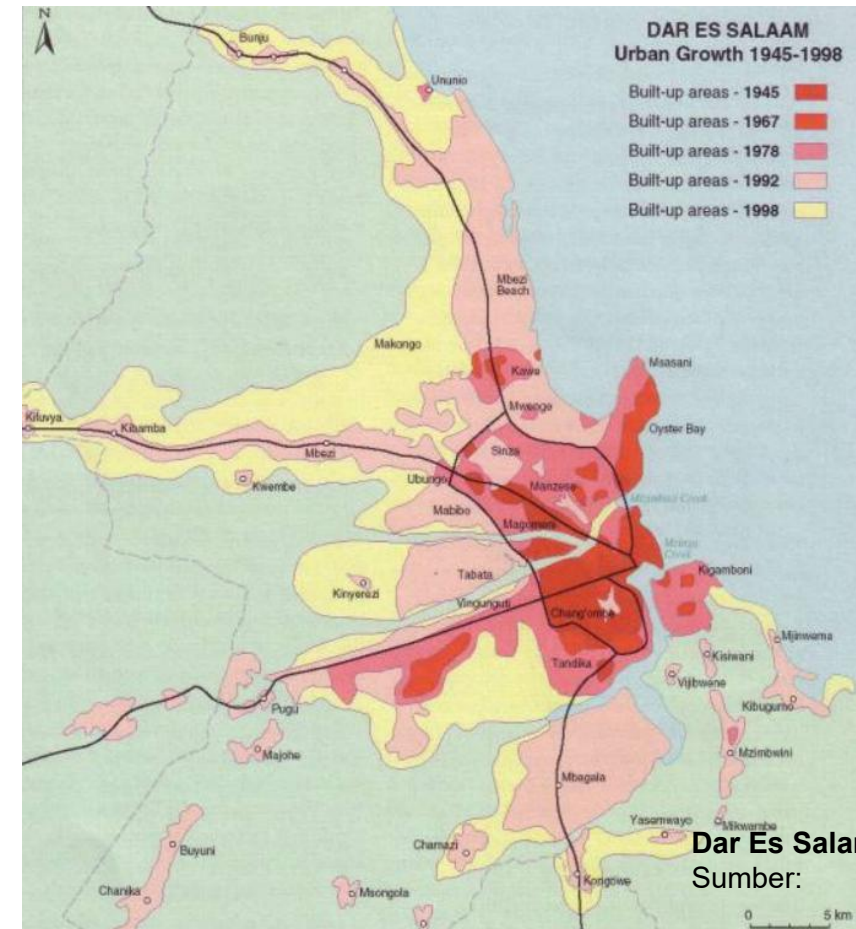 N
DAR ES SALAAM
Urban Growth 1945-1998
Built-up areas - 1945
Built-up areas - 1967
Built-up areas - 1978
Built-up areas - 1992
Built-up areas - 1998
Bunju
Ununio
Mbezi
Beach
Makongo
Msasani
Kawe
Mwenge
Oyster Bay
Kiluvya
Kibamba
Mbezi
Sinza
Ubungo
Manzese
Kwembe
Mabibo
Magomeni
Creek
Kigamboni
Tabata
Kinyerezi
Vingunguti
Chang'ombe
Mjinwema
Kisiwani
Tandika
Vijibweni
Pugu
Kibugumo
Majohe
Mzimbwini
Mbagala
Yasemwayo
Mikwambe
Dar Es Salar
Sumber:
Buyuni
Chamazi
Chanika
Msongola
Kongowe
0 5 km